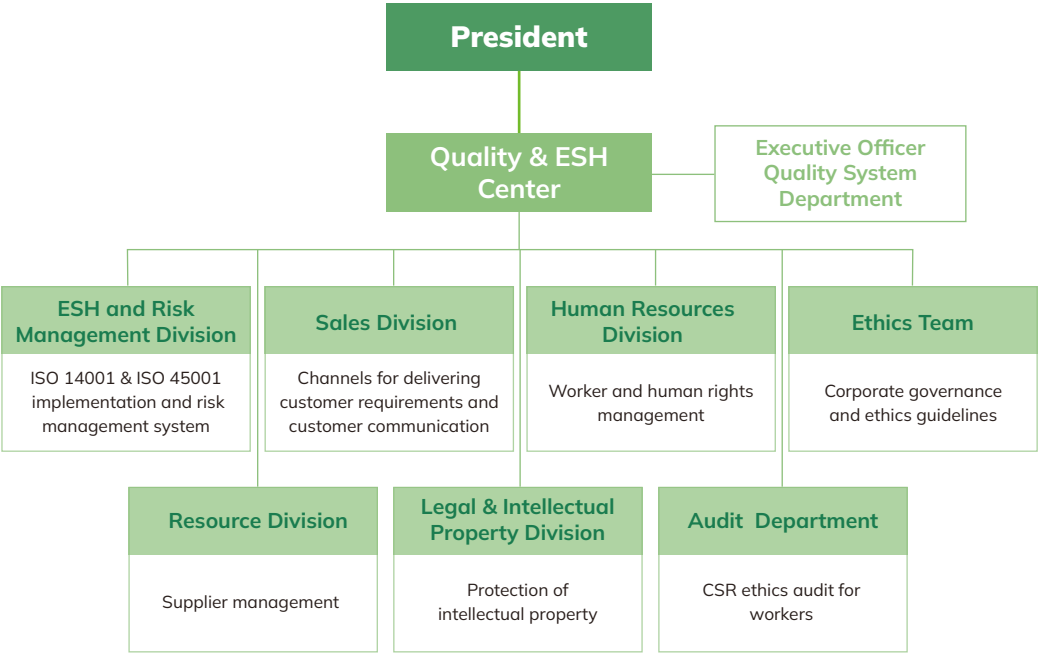 President
Quality & ESH
Center
Executive Officer
Quality System
Department
ESH and Risk
Management Division
ISO 14001 & ISO 45001
implementation and risk
management system
Sales Division
Channels for delivering
customer requirements and
customer communication
Human Resources
Division
Worker and human rights
management
Ethics Team
Corporate governance
and ethics guidelines
Resource Division
Supplier management
Legal & Intellectual
Property Division
Protection of
intellectual property
Audit Department
CSR ethics audit for
workers